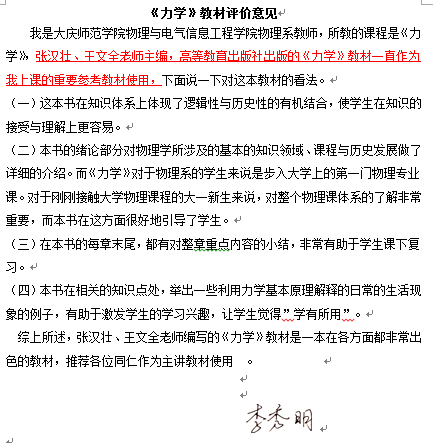 《力学》教材评价意见
我是大庆师范学院物理与电气信息工程学院物理系教师，所教的课程是《力
学》。张汉壮、王文全老师主编，高等教育出版社出版的《力学》教材一直作为
我上课的重要参考教材使用，下面说一下对这本教材的看法。
（一）这本书在知识体系上体现了逻辑性与历史性的有机结合，使学生在知识的
接受与理解上更容易。
（二）本书的绪论部分对物理学所涉及的基本的知识领域、课程与历史发展做了
详细的介绍。而《力学》对于物理系的学生来说是步入大学上的第一门物理专业
课。对于刚刚接触大学物理课程的大一新生来说，对整个物理课体系的了解非常
重要，而本书在这方面很好地引导了学生。
（三）在本书的每章末尾，都有对整章重点内容的小结，非常有助于学生课下复
习。
（四）本书在相关的知识点处，举出一些利用力学基本原理解释的日常的生活现
象的例子，有助于激发学生的学习兴趣，让学生觉得”学有所用”。
综上所述，张汉壮、王文全老师编写的《力学》教材是一本在各方面都非常出
色的教材，推荐各位同仁作为主讲教材使用 。
李秀明